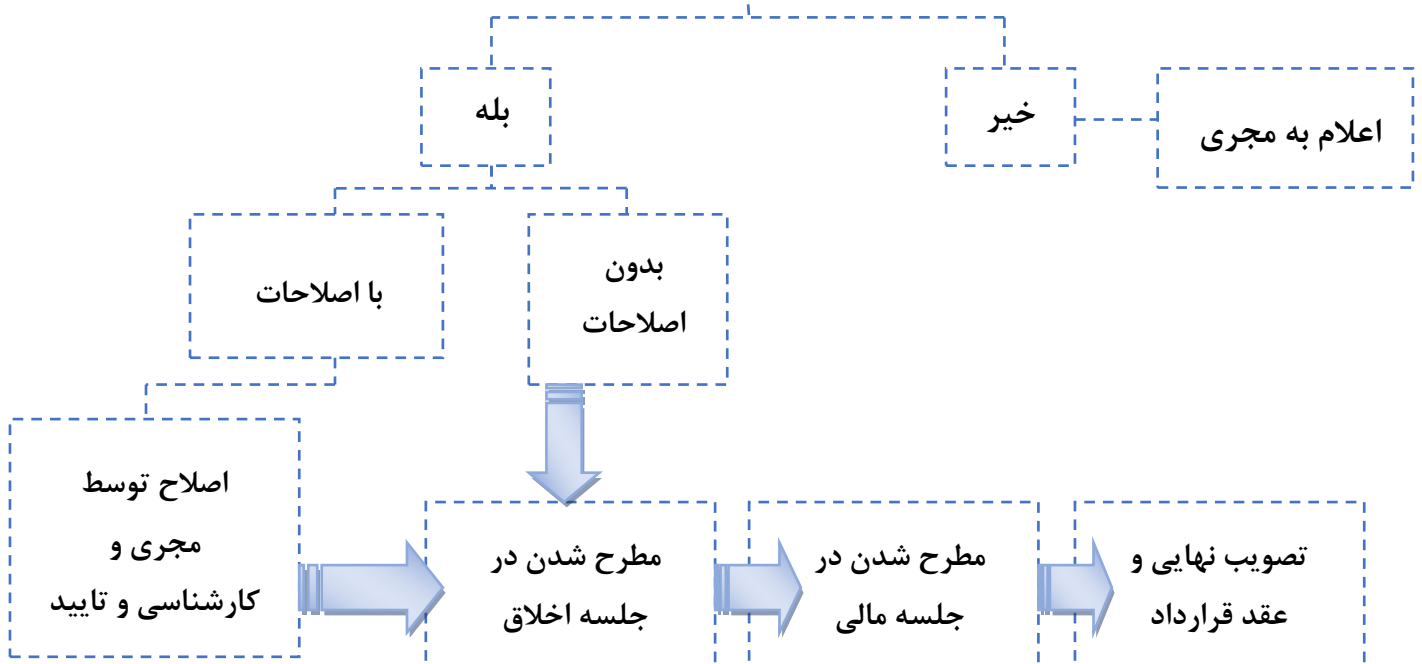 بله
خیر
اعلام به مجری
با اصلاحات
بدون
اصلاحات
اصلاح توسط
مجری و
کارشناسی و تایید
مطرح شدن در
جلسه اخلاق
مطرح شدن در
جلسه مالی
تصویب نهایی و
عقد قرارداد